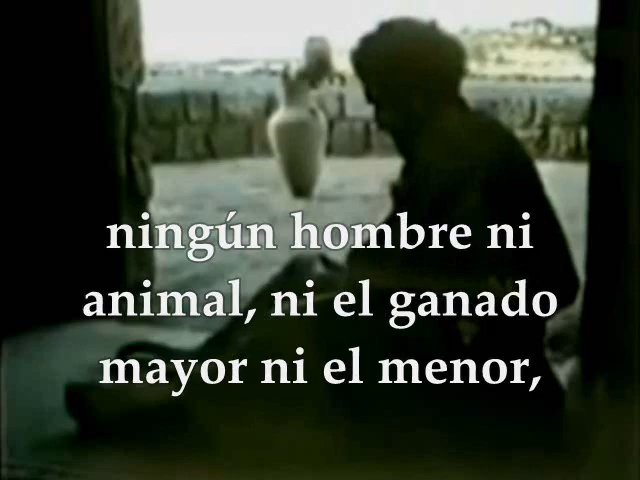 ningún hombre ni
animal, ni el ganado
mayor ni el menor,